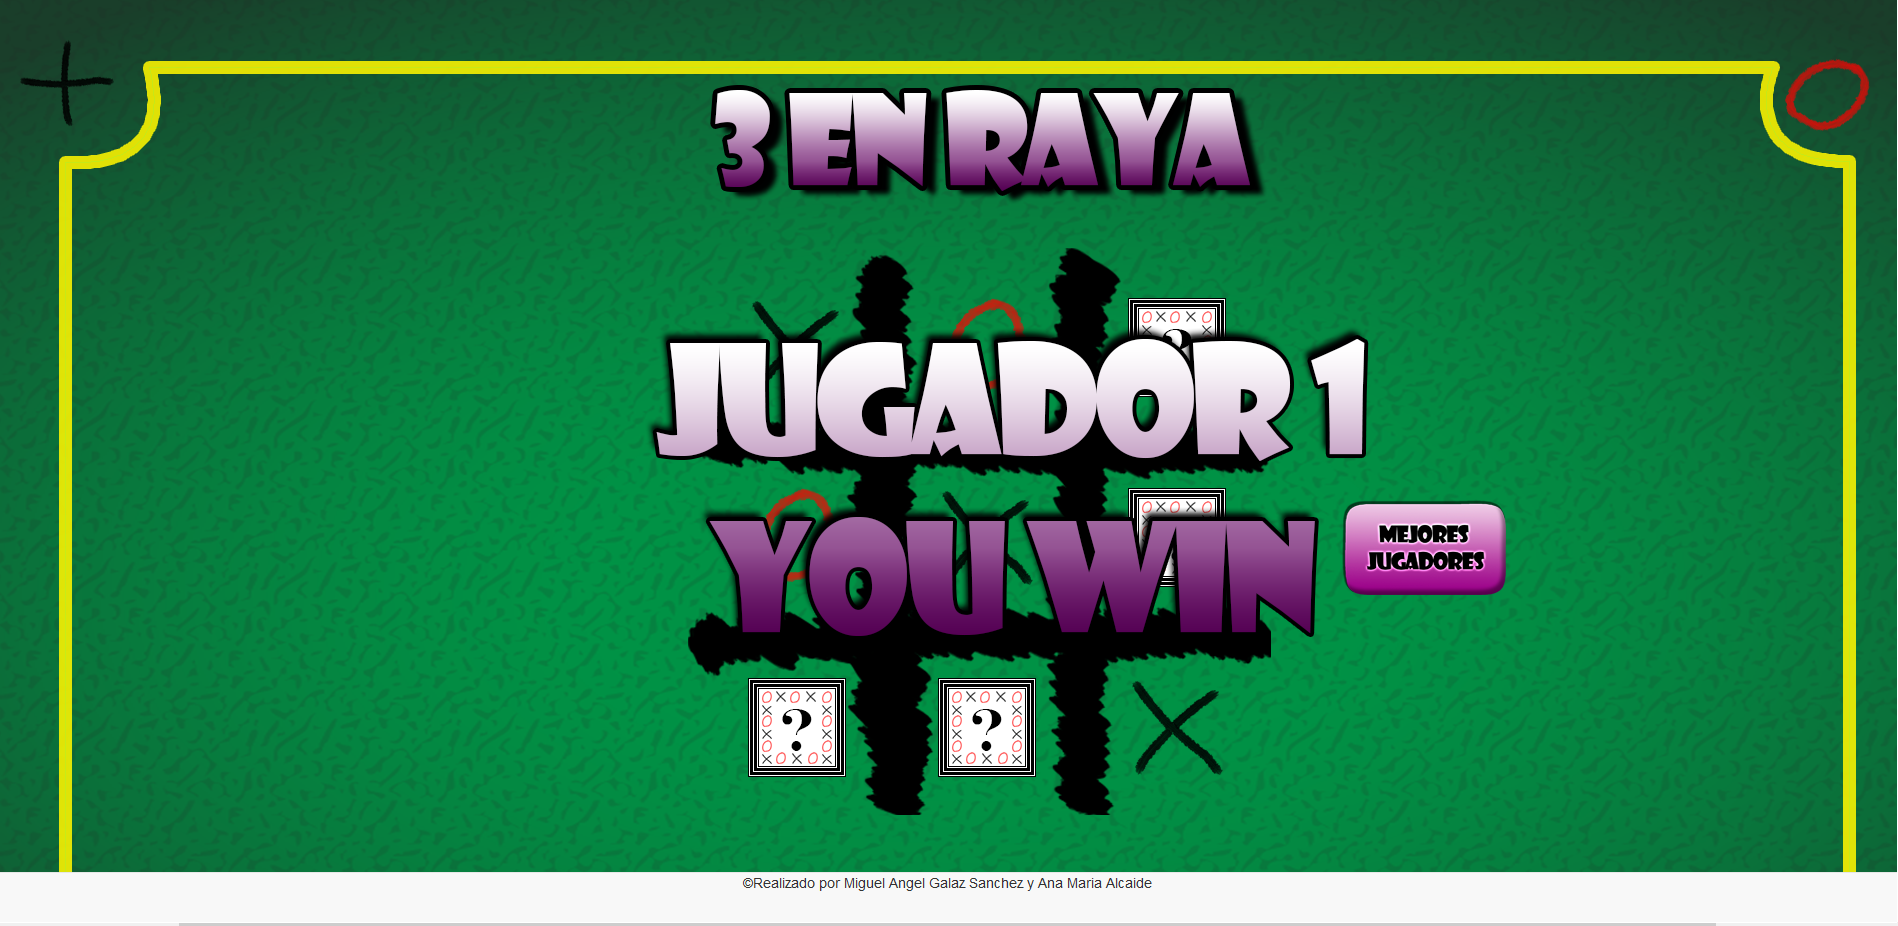 3 EN RAYA
JUGADOR 1
YOU WIN
MEJORES
JUGADORES
?
?
©Realizado por Miguel Angel Galaz Sanchez y Ana Maria Alcaide